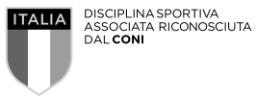 ITALIA
DISCIPLINA SPORTIVA
ASSOCIATA RICONOSCIUTA
DAL CONI